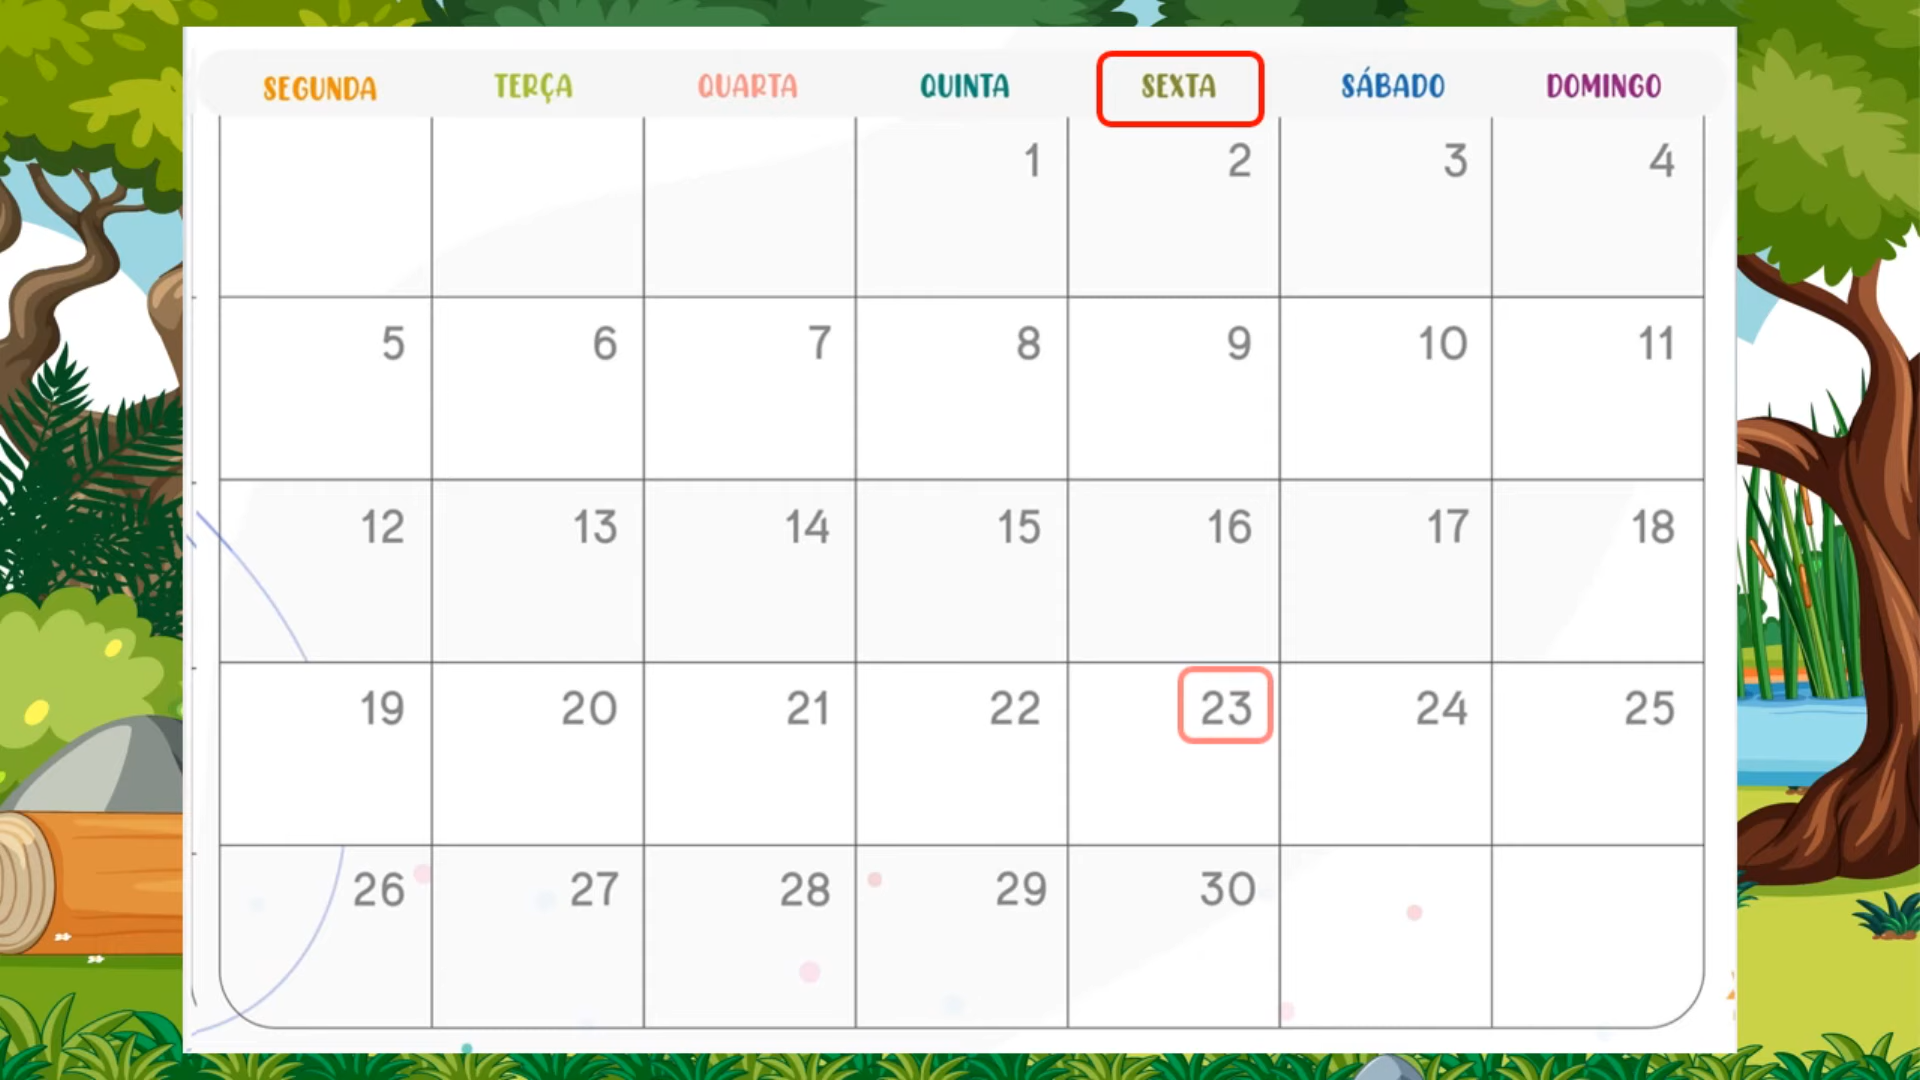 SEGUNDA TERÇA QUARTA QUINTA SEXTA SÁBADO DOMINGO
1 2 3 4
5 6 7 8 9 10 11
12 13 14 15 16 17 18
19 20 21 22 23 24 25
26 27 28 29 30